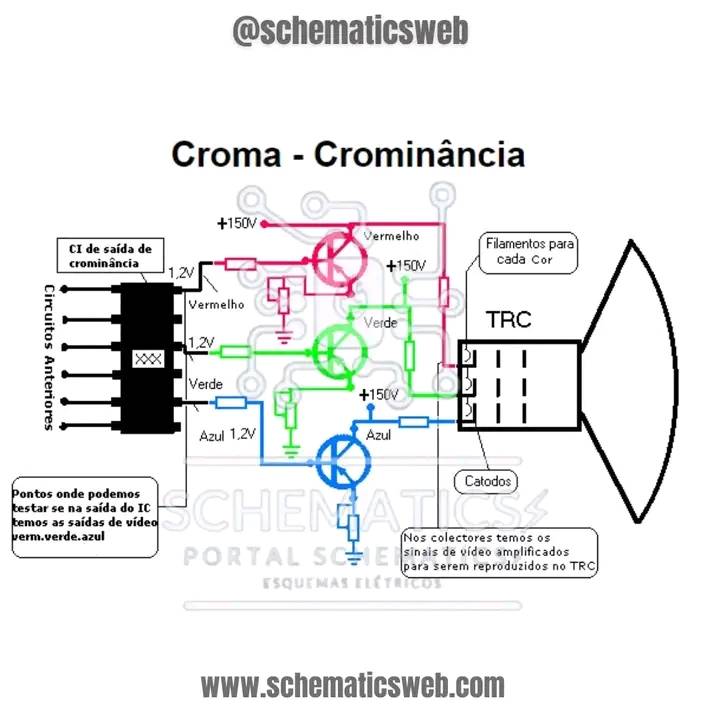 @schematicsweb
Croma - Crominância
+150V
Vermelho
CI de saída de
crominância
1,2V
Vermelho
+150V
Filamentos para
cada Cor
Circuitos Anteriores
1,2V
Verde
TRC
XXX
Verde
+150V
Azul 1,2V
Azul
Catodos
Pontos onde podemos
testar se na saída do IC
temos as saídas de vídeo
verm.verde.azul
SCHEMATICS
PORTAL SCHEMATICS
ESQUEMAS ELÉTRICOS
Nos colectores temos os
sinais de vídeo amplificados
para serem reproduzidos no TRC
www.schematicsweb.com